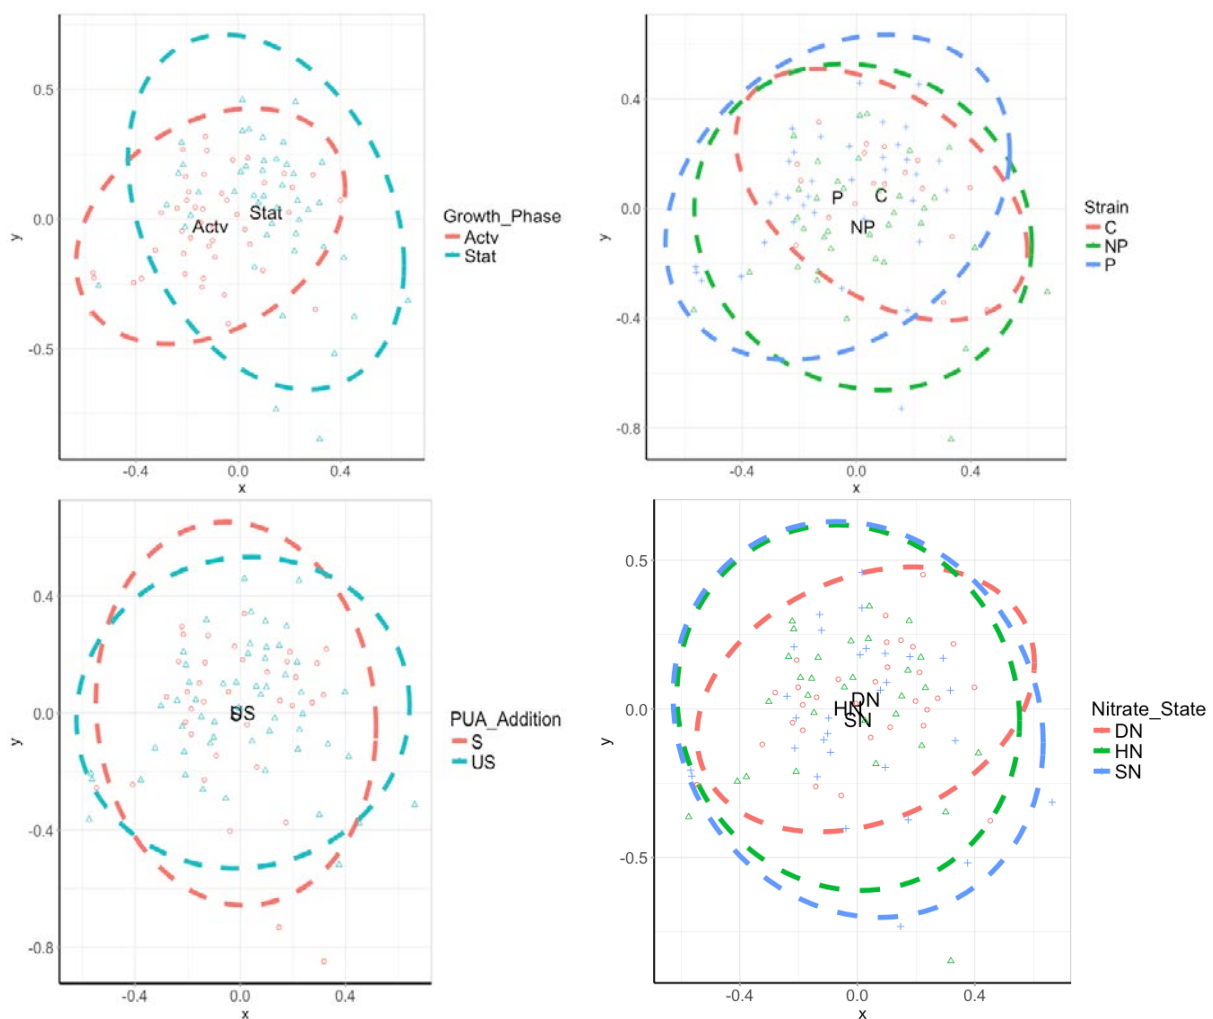 0.5
0.0
-0.5
y
-0.4
0.0
0.4
x
Actv
Stat
Growth_Phase
Actv
Stat
0.4
0.0
-0.4
-0.8
y
-0.4
0.0
0.4
x
P
C
NP
Strain
C
NP
P
0.4
0.0
-0.4
-0.8
y
-0.4
0.0
0.4
x
S
US
PUA_Addition
S
US
0.5
0.0
-0.5
y
-0.4
0.0
0.4
x
DN
HN
SN
Nitrate_State
DN
HN
SN